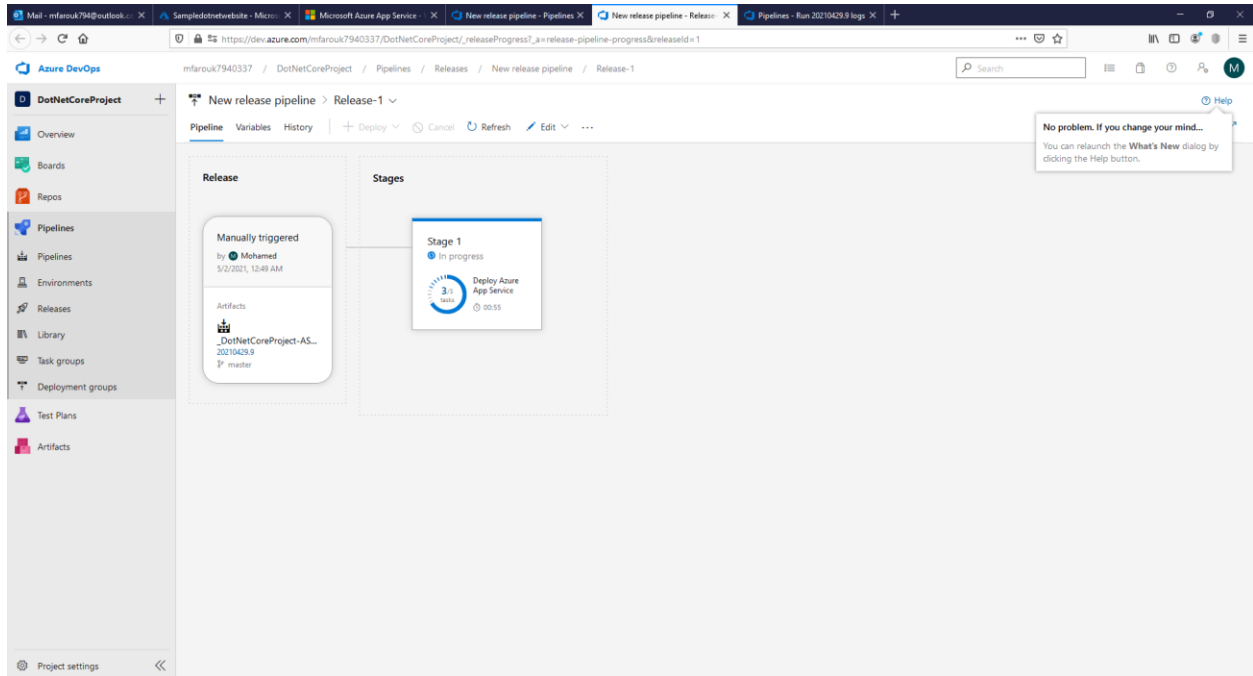 Mail - mfarouk794@outlook.c
Sampledotnetwebsite - Micro
Microsoft Azure App Service -
New release pipeline - Pipelines
New release pipeline - Release-
Pipelines - Run 20210429.9 logs
https://dev.azure.com/mfarouk7940337/DotNetCoreProject/_releaseProgress?_a=release-pipeline-progress&releaseId=1
Azure DevOps
mfarouk7940337 / DotNetCoreProject / Pipelines / Releases / New release pipeline / Release-1
Search
M
D DotNetCoreProject
New release pipeline > Release-1
Help
Pipeline Variables History + Deploy Cancel Refresh Edit ...
No problem. If you change your mind...
You can relaunch the What's New dialog by
clicking the Help button.
Overview
Boards
Repos
Pipelines
Pipelines
Environments
Releases
Library
Task groups
Deployment groups
Test Plans
Artifacts
Project settings
Release
Manually triggered
by M Mohamed
5/2/2021, 12:49 AM
Artifacts
_DotNetCoreProject-AS...
20210429.9
master
Stages
Stage 1
In progress
3/3
tasks
Deploy Azure
App Service
00:55